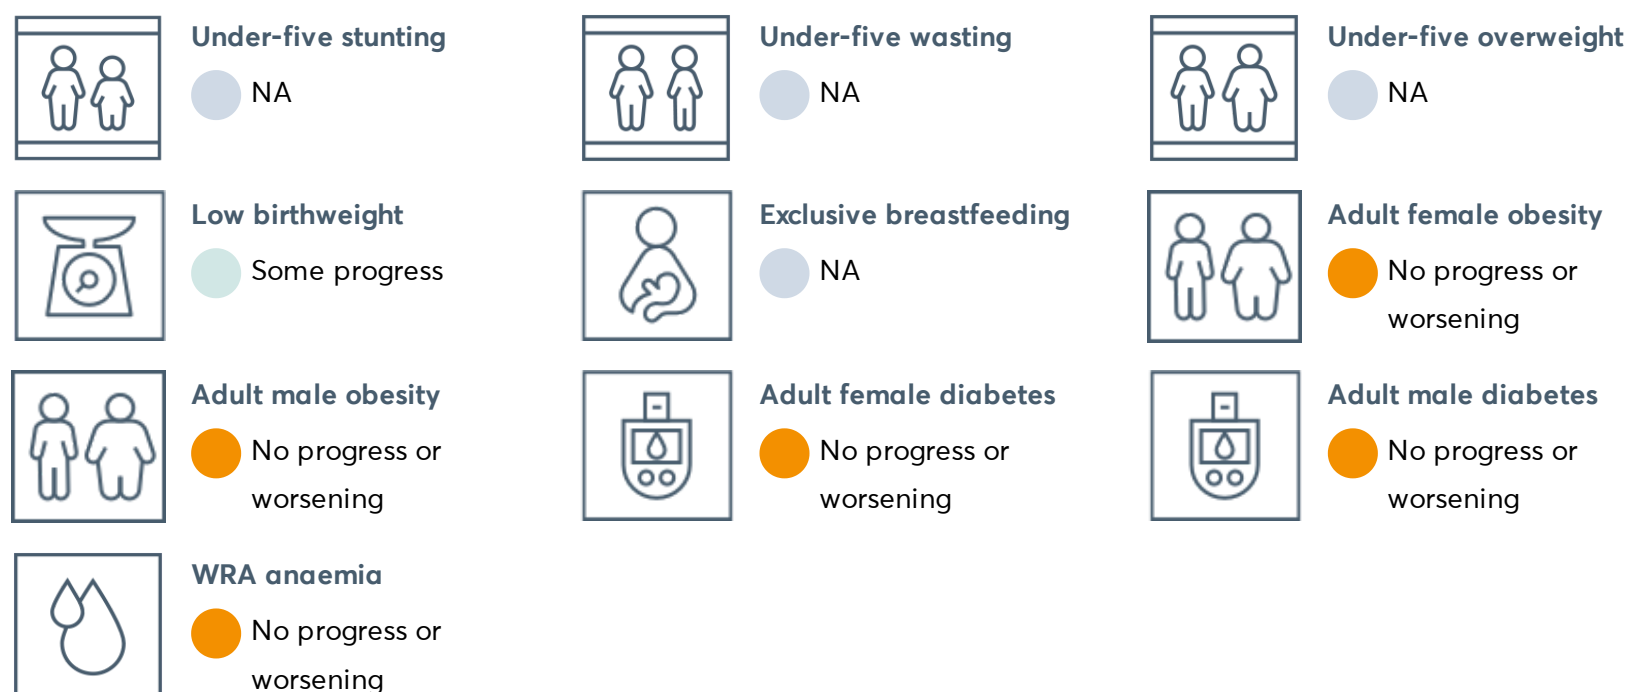 Under-five stunting
NA
Under-five wasting
NA
Under-five overweight
NA
Low birthweight
Some progress
Exclusive breastfeeding
NA
Adult female obesity
No progress or
worsening
Adult male obesity
No progress or
worsening
Adult female diabetes
No progress or
worsening
Adult male diabetes
No progress or
worsening
WRA anaemia
No progress or
worsening